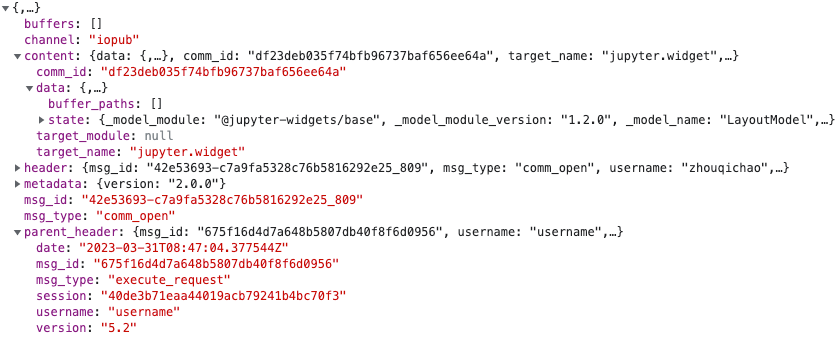 {,…}
buffers: []
channel: "iopub"
content: {data: {,…}, comm_id: "df23deb035f74bfb96737baf656ee64a", target_name: "jupyter.widget",…}
comm_id: "df23deb035f74bfb96737baf656ee64a"
data: {,…}
buffer_paths: []
state: {_model_module: "@jupyter-widgets/base", _model_module_version: "1.2.0", _model_name: "LayoutModel",…}
target_module: null
target_name: "jupyter.widget"
header: {msg_id: "42e53693-c7a9fa5328c76b5816292e25_809", msg_type: "comm_open", username: "zhouqichao",…}
metadata: {version: "2.0.0"}
msg_id: "42e53693-c7a9fa5328c76b5816292e25_809"
msg_type: "comm_open"
parent_header: {msg_id: "675f16d4d7a648b5807db40f8f6d0956", username: "username",…}
date: "2023-03-31T08:47:04.377544Z"
msg_id: "675f16d4d7a648b5807db40f8f6d0956"
msg_type: "execute_request"
session: "40de3b71eaa44019acb79241b4bc70f3"
username: "username"
version: "5.2"